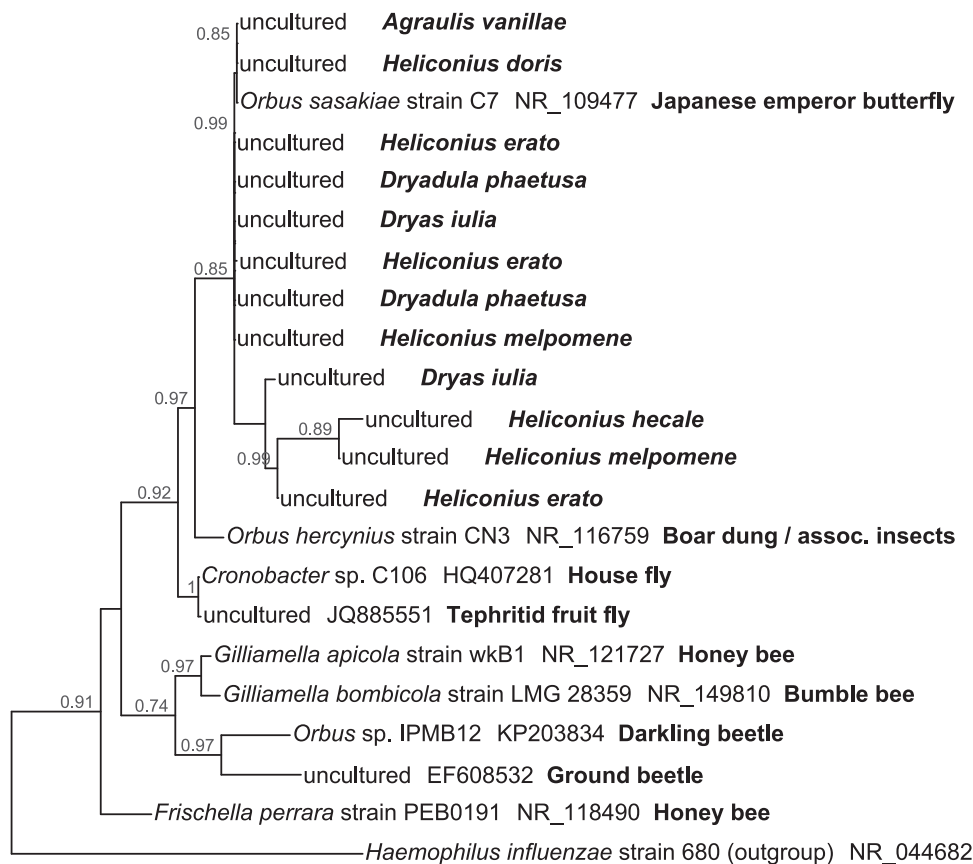 0.85
uncultured Agraulis vanillae
uncultured Heliconius doris
Orbus sasakiae strain C7 NR_109477 Japanese emperor butterfly
0.99
uncultured Heliconius erato
uncultured Dryadula phaetusa
uncultured Dryas iulia
uncultured Heliconius erato
0.85
uncultured Dryadula phaetusa
uncultured Heliconius melpomene
uncultured Dryas iulia
0.97
uncultured Heliconius hecale
0.89
uncultured Heliconius melpomene
0.99
uncultured Heliconius erato
0.92
Orbus hercynius strain CN3 NR_116759 Boar dung / assoc. insects
Cronobacter sp. C106 HQ407281 House fly
1
uncultured JQ885551 Tephritid fruit fly
Gilliamella apicola strain wkB1 NR_121727 Honey bee
0.97
Gilliamella bombicola strain LMG 28359 NR_149810 Bumble bee
0.91
0.74
Orbus sp. IPMB12 KP203834 Darkling beetle
0.97
uncultured EF608532 Ground beetle
Frischella perrara strain PEB0191 NR_118490 Honey bee
Haemophilus influenzae strain 680 (outgroup) NR_044682